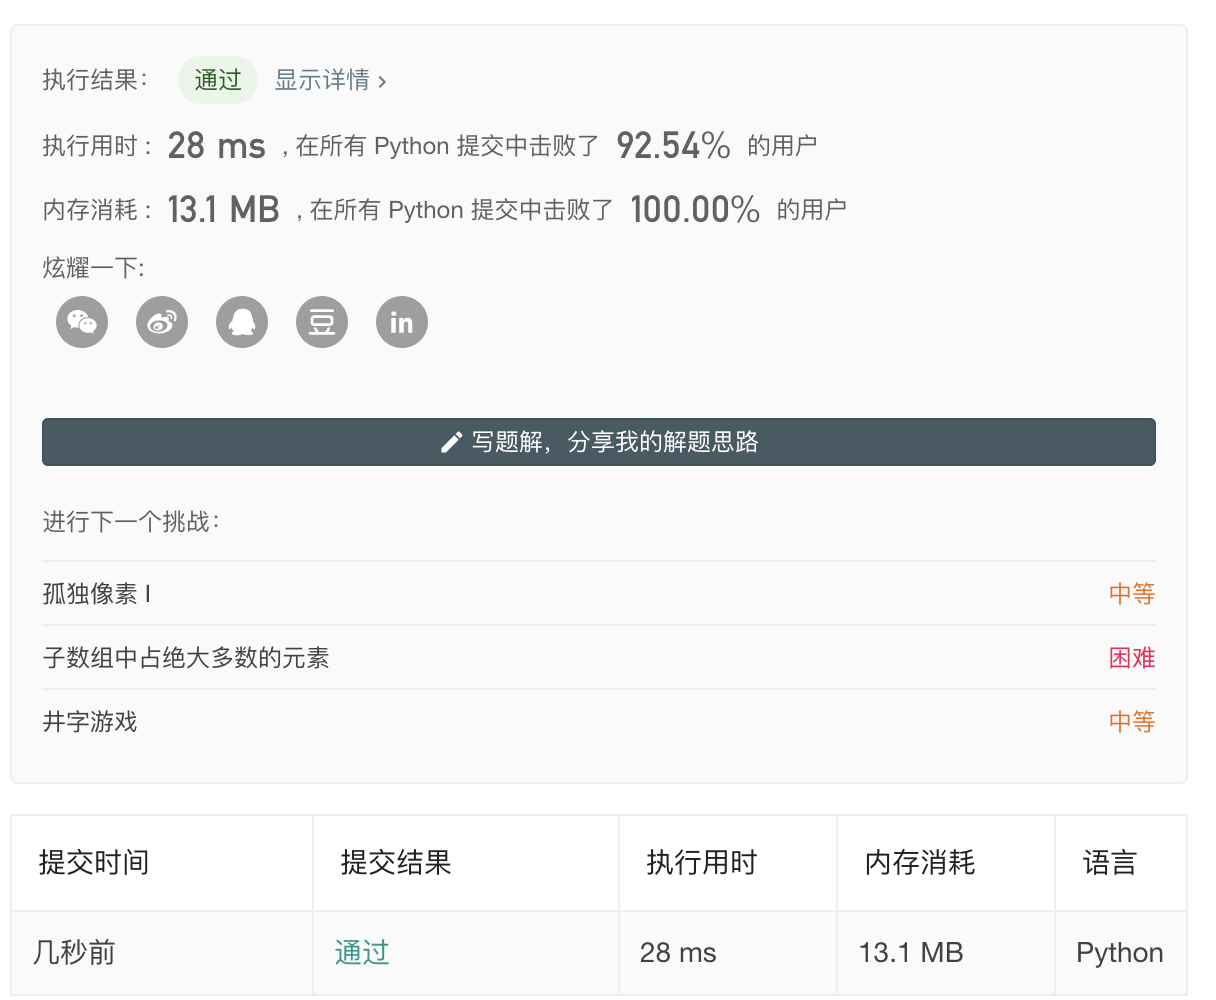 执行结果： 通过 显示详情 ›
执行用时 : 28 ms , 在所有 Python 提交中击败了 92.54% 的用户
内存消耗 : 13.1 MB , 在所有 Python 提交中击败了 100.00% 的用户
炫耀一下:
豆 in
写题解，分享我的解题思路
进行下一个挑战：
孤独像素 I 中等
子数组中占绝大多数的元素 困难
井字游戏 中等
提交时间 提交结果 执行用时 内存消耗 语言
几秒前 通过 28 ms 13.1 MB Python